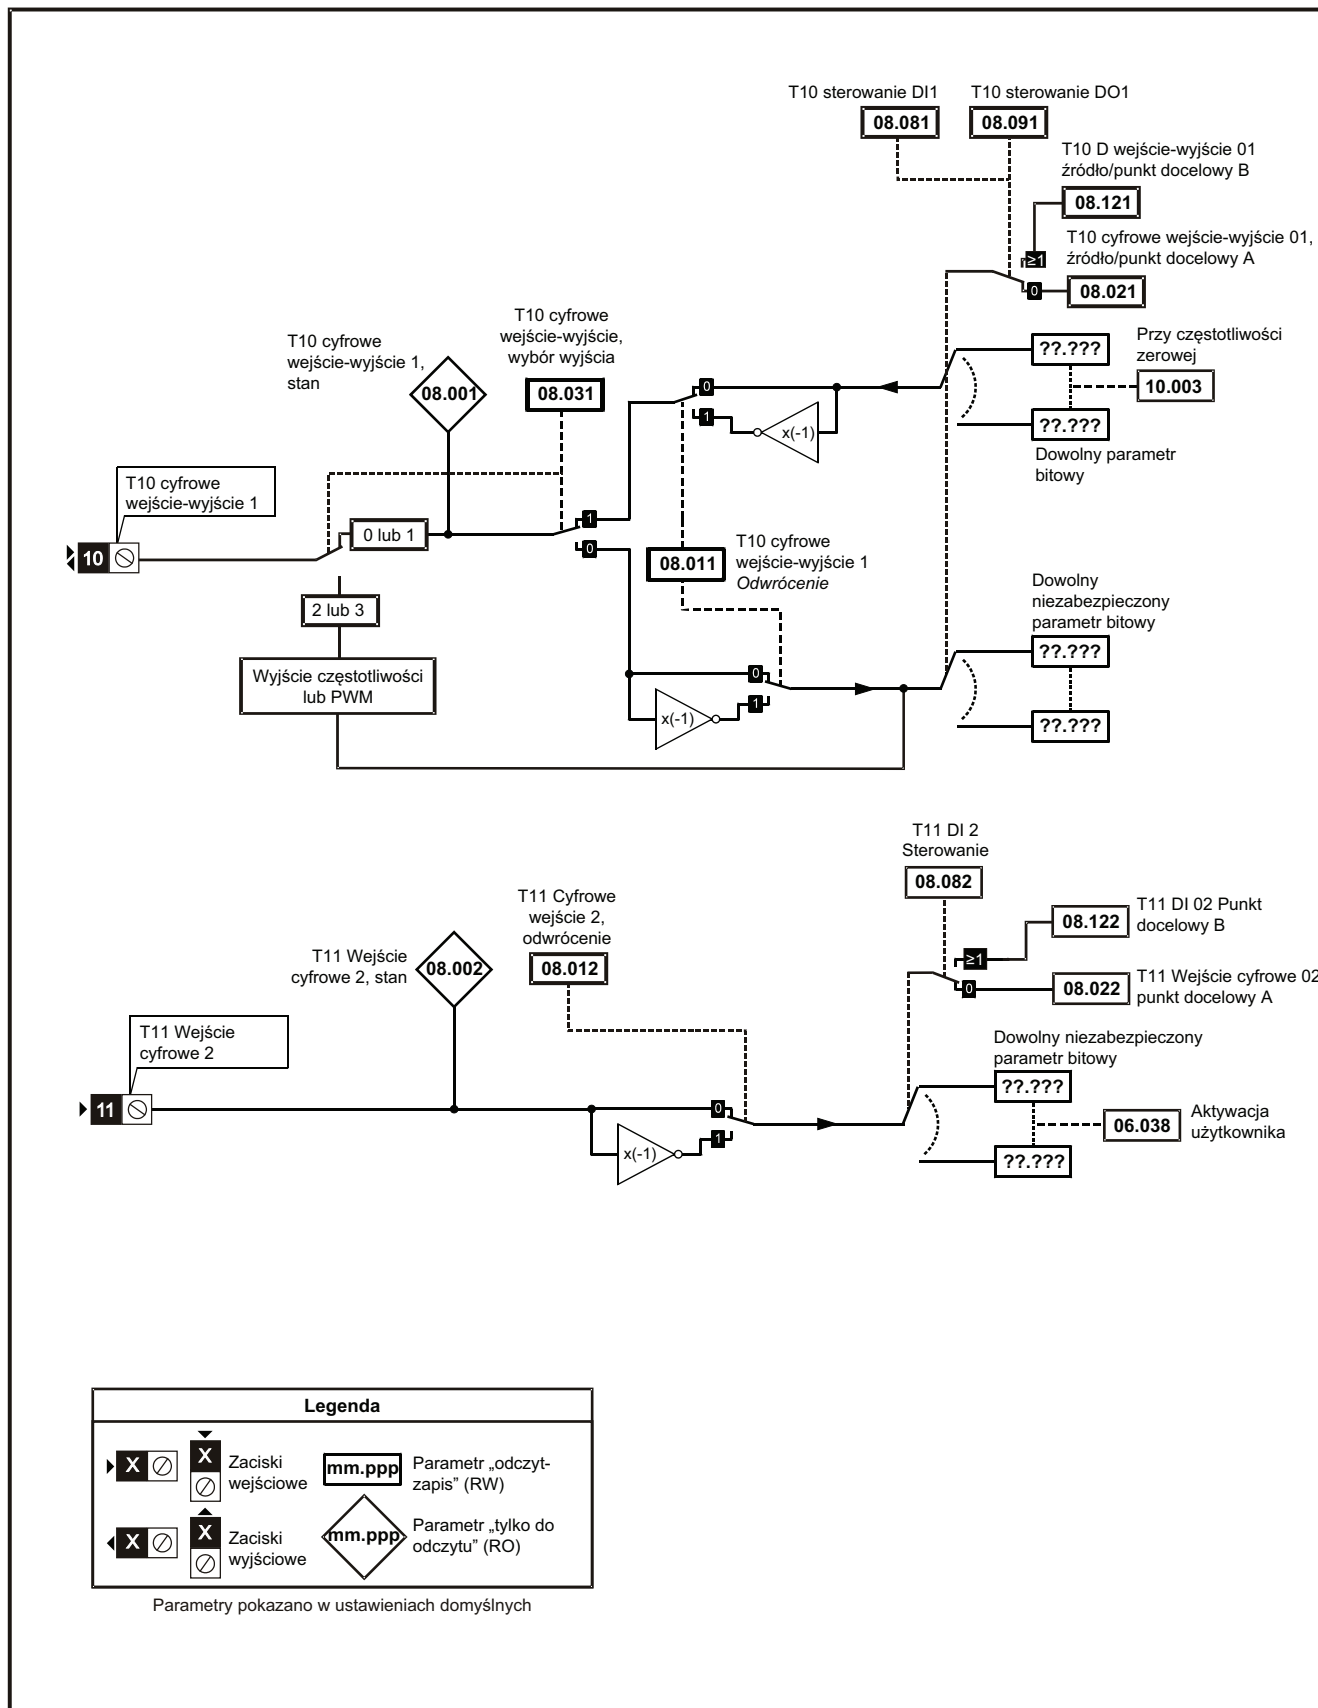 T10 sterowanie DI1
T10 sterowanie DO1
08.081
08.091
T10 D wejście-wyjście 01
źródło/punkt docelowy B
08.121
T10 cyfrowe wejście-wyjście 01,
źródło/punkt docelowy A
≥1
0
08.021
T10 cyfrowe
wejście-wyjście 1,
stan
08.001
T10 cyfrowe
wejście-wyjście,
wybór wyjścia
08.031
0
1
x(-1)
??.???
??.???
Przy częstotliwości
zerowej
10.003
Dowolny parametr
bitowy
T10 cyfrowe
wejście-wyjście 1
10
0 lub 1
1
0
08.011
T10 cyfrowe
wejście-wyjście 1
Odwrócenie
2 lub 3
Wyjście częstotliwości
lub PWM
0
1
x(-1)
Dowolny
niezabezpieczony
parametr bitowy
??.???
??.???
T11 DI 2
Sterowanie
08.082
T11 Cyfrowe
wejście 2,
odwrócenie
08.012
T11 Wejście
cyfrowe 2, stan
08.002
≥1
0
08.122
T11 DI 02 Punkt
docelowy B
08.022
T11 Wejście cyfrowe 02
punkt docelowy A
T11 Wejście
cyfrowe 2
11
0
1
x(-1)
Dowolny niezabezpieczony
parametr bitowy
??.???
??.???
06.038
Aktywacja
użytkownika
Legenda
X
X
Zaciski
wejściowe
mm.ppp
Parametr „odczyt-
zapis” (RW)
X
X
Zaciski
wyjściowe
mm.ppp
Parametr „tylko do
odczytu” (RO)
Parametry pokazano w ustawieniach domyślnych